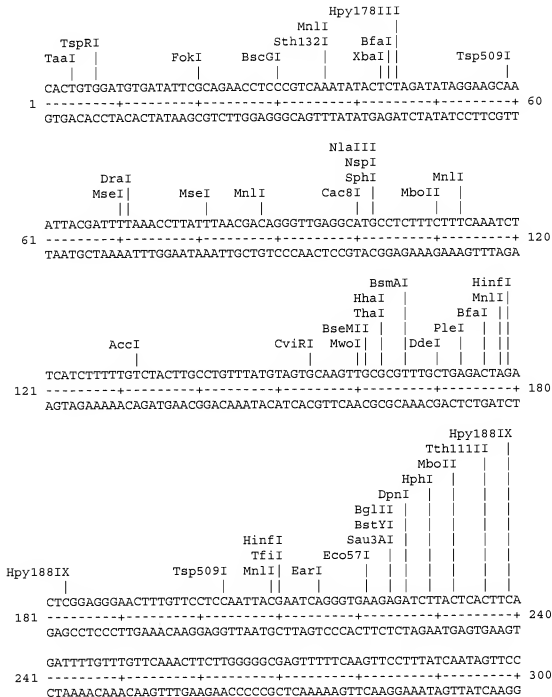 Hpy178III
MnlI
TspRI Sth132I BfaI
TaaI FokI BscGI XbaI Tsp509I
CACTGTGGATGTGATATTCGCAGAACCTCCCGTCAAATATACTCTAGATATAGGAAGCAA
1 ---------+---------+---------+---------+---------+--------- 60
GTGACACCTACACTATAAGCGTCTTGGAGGGCAGTTTATATGAGATCTATATCCTTCGTT
NlaIII
NspI
DraI SphI MnlI
MseI MseI MnlI Cac8I MboII
ATTACGATTTTAAACCTTATTTAACGACAGGGTTGAGGCATGCCTCTTTCTTTCAAATCT
61 ---------+---------+---------+---------+---------+--------- 120
TAATGCTAAAATTTGGAATAAATTGCTGTCCCAACTCCGTACGGAGAAAGAAAGTTTAGA
BsmAI HinfI
HhaI MnlI
ThaI BfaI
BseMII PleI
AccI CviRI MwoI DdeI
TCATCTTTTTGTCTACTTGCCTGTTTATGTAGTGCAAGTTGCGCGTTTGCTGAGACTAGA
121 ---------+---------+---------+---------+---------+---------+ 180
AGTAGAAAAACAGATGAACGGACAAATACATCACGTTCAACGCGCAAACGACTCTGATCT
Hpy188IX
Tth111II
MboII
HphI
DpnI
BglII
BstYI
HinfI Sau3AI
TfiI Eco57I
Hpy188IX Tsp509I MnlI EarI
CTCGGAGGGAACTTTGTTCCTCCAATTACGAATCAGGGTGAAGAGATCTTACTCACTTCA
181 ---------+---------+---------+---------+---------+---------+ 240
GAGCCTCCCTTGAAACAAGGAGGTTAATGCTTAGTCCCACTTCTCTAGAATGAGTGAAGT
GATTTTGTTTGTTCAAACTTCTTGGGGGCGAGTTTTTCAAGTTCCTTTATCAATAGTTCC
241 ---------+---------+---------+---------+---------+---------+ 300
CTAAAACAAACAAGTTTGAAGAACCCCCGCTCAAAAAGTTCAAGGAAATAGTTATCAAGG